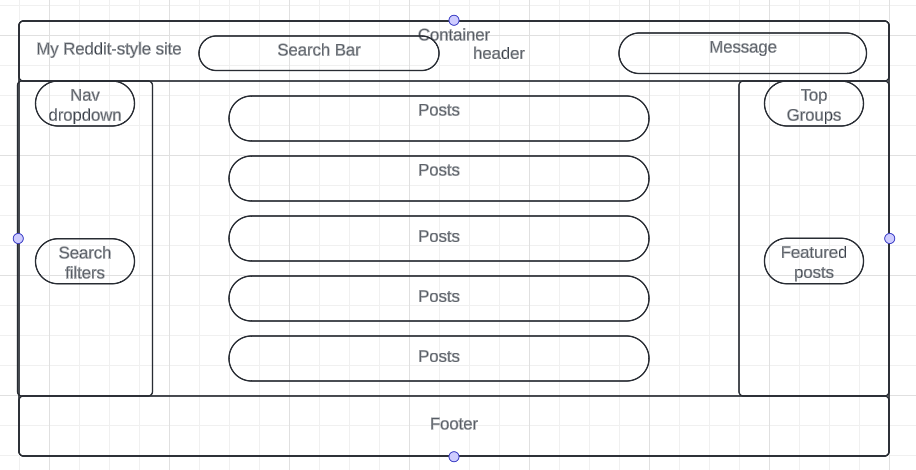 My Reddit-style site
Search Bar
Container
header
Message
Nav
dropdown
Posts
Top
Groups
Posts
Search
filters
Posts
Featured
posts
Posts
Posts
Footer